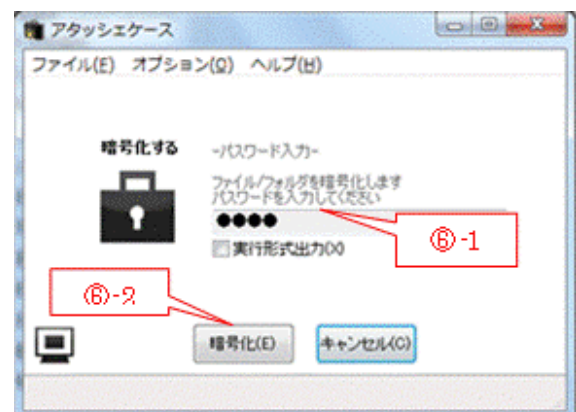 アタッシェケース
ファイル(F) オプション(O) ヘルプ(H)
暗号化する
-パスワード入力-
ファイル/フォルダを暗号化します
パスワードを入力してください
●●●●
⑥-1
実行形式出力(X)
⑥-2
暗号化(E)
キャンセル(C)